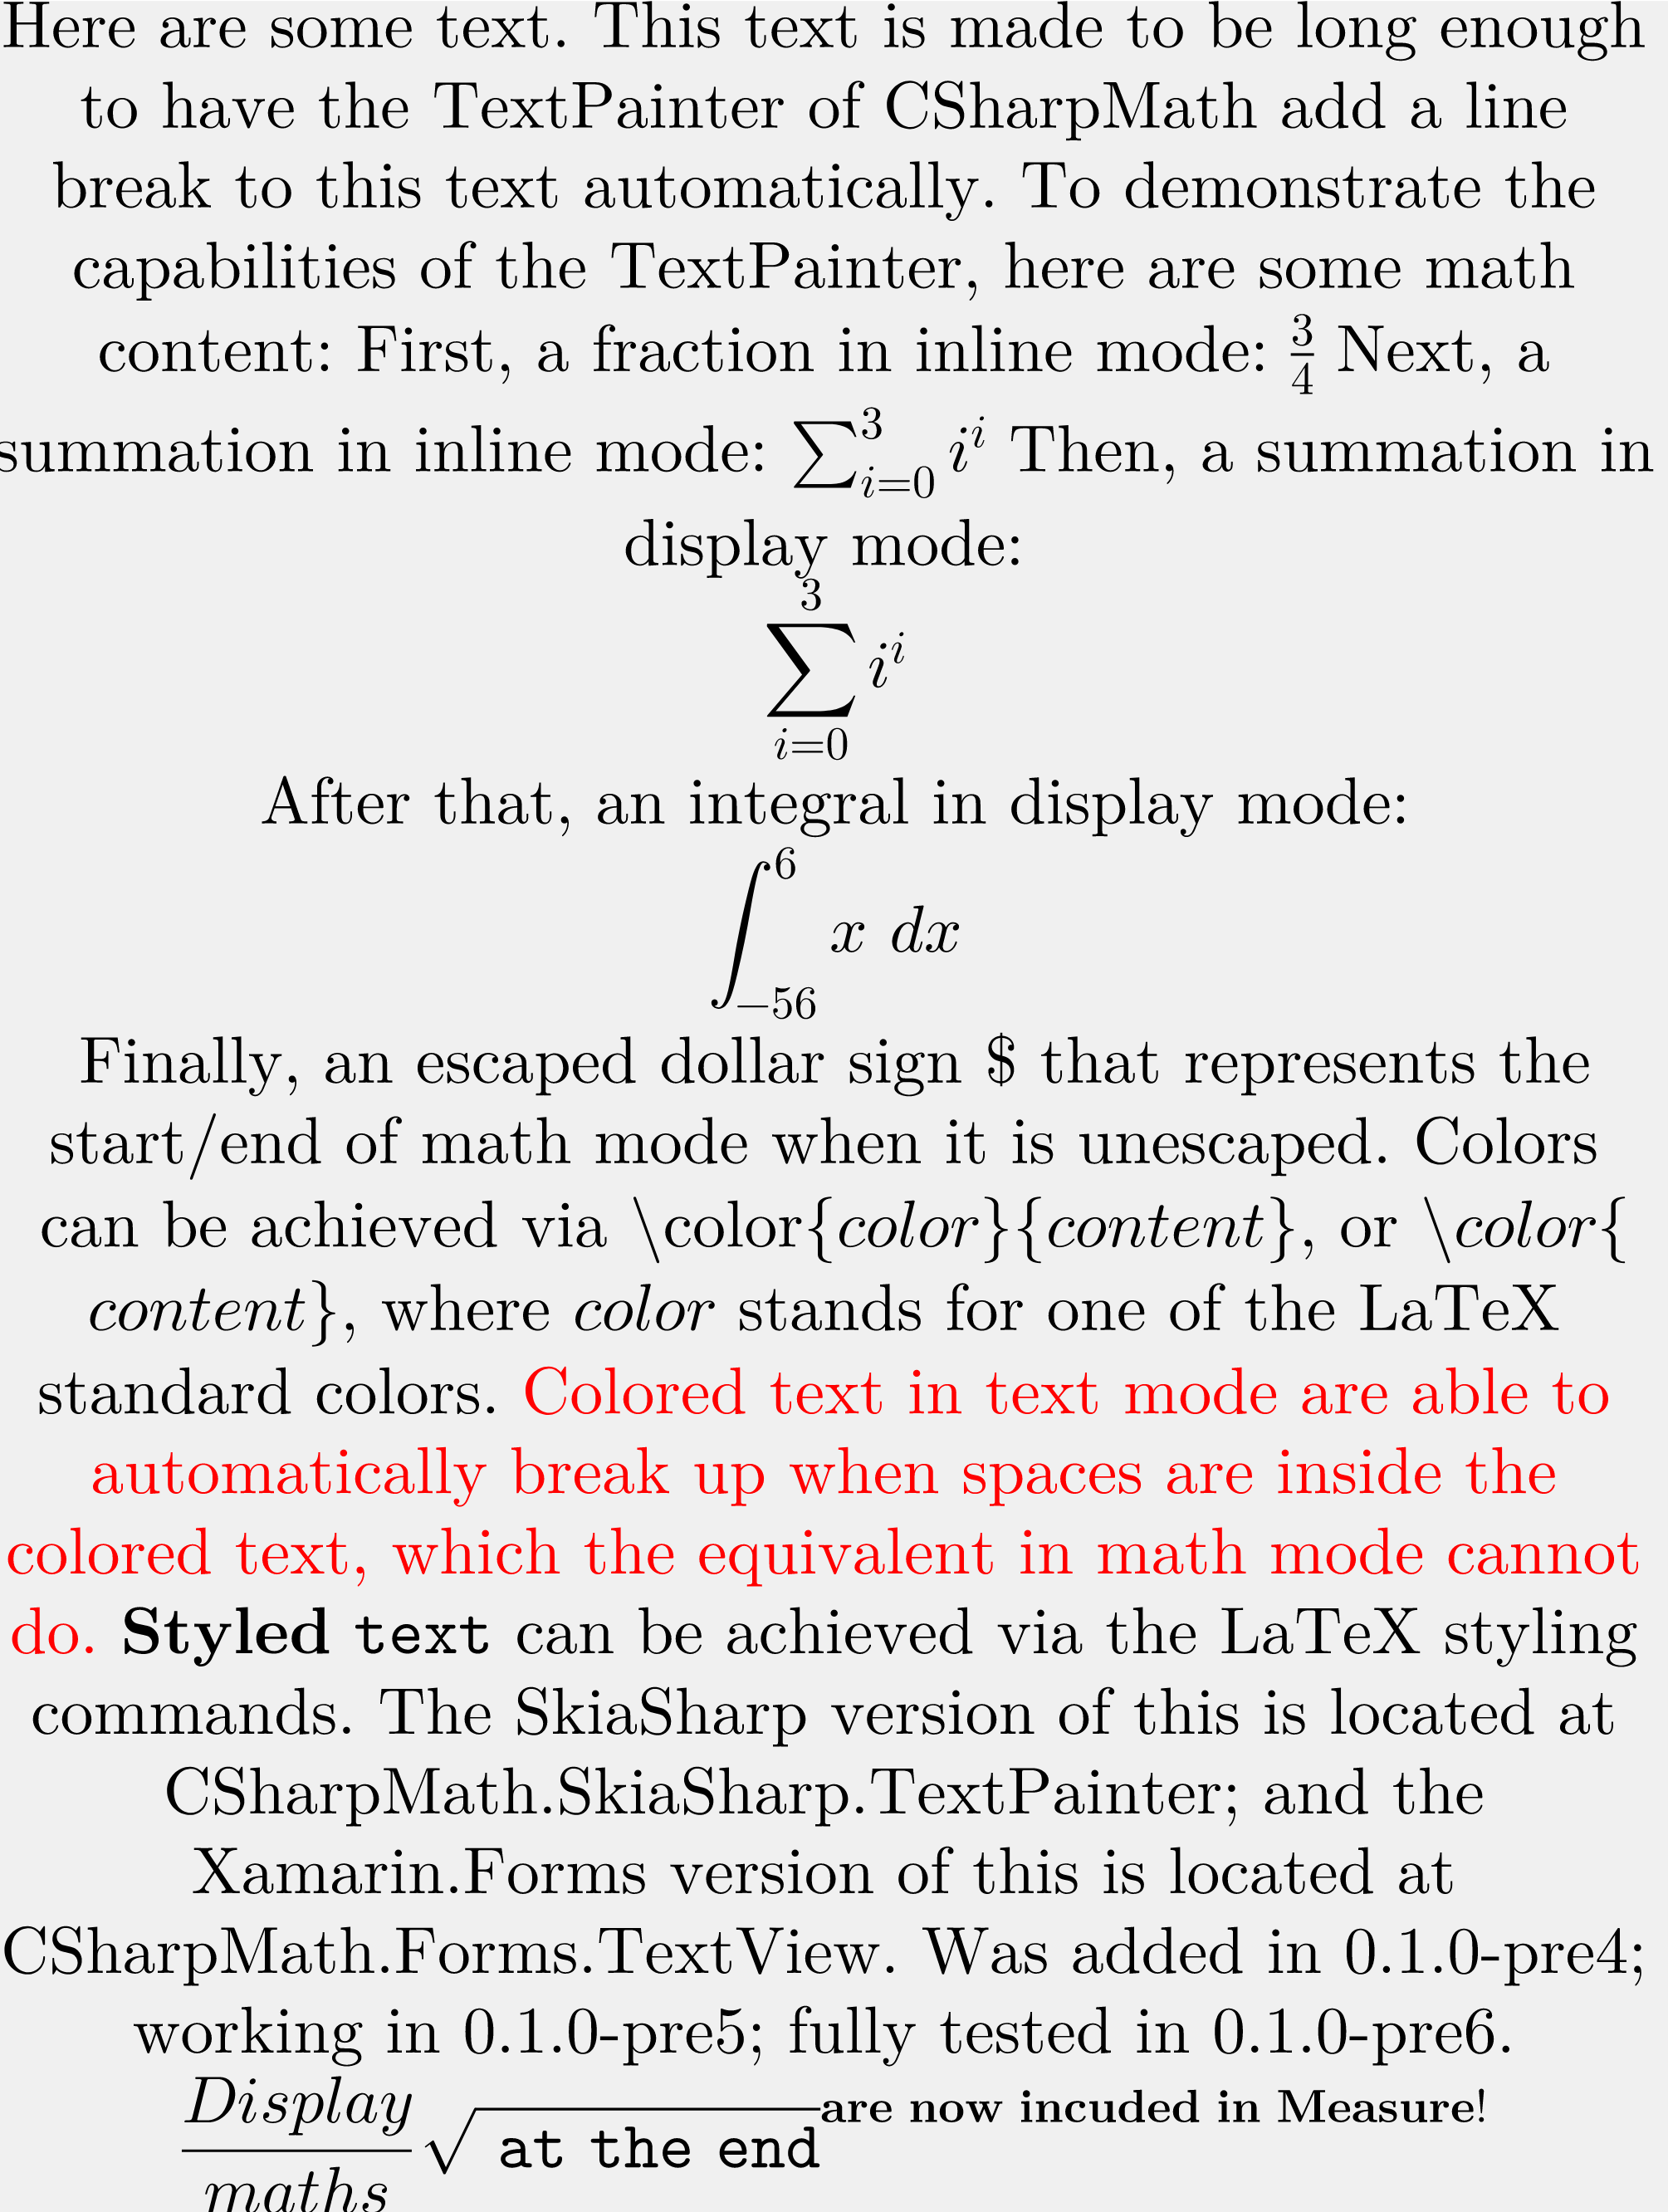 Here are some text. This text is made to be long enough
to have the TextPainter of CSharpMath add a line
break to this text automatically. To demonstrate the
capabilities of the TextPainter, here are some math
content: First, a fraction in inline mode: $\frac{3}{4}$ Next, a
summation in inline mode: $\sum_{i=0}^{3} i^i$ Then, a summation in
display mode:
$$\sum_{i=0}^{3} i^i$$
After that, an integral in display mode:
$$\int_{-56}^{6} x \ dx$$
Finally, an escaped dollar sign $ that represents the
start/end of math mode when it is unescaped. Colors
can be achieved via \color{color}{content}, or \color{
content}, where color stands for one of the LaTeX
standard colors. Colored text in text mode are able to
automatically break up when spaces are inside the
colored text, which the equivalent in math mode cannot
do. Styled text can be achieved via the LaTeX styling
commands. The SkiaSharp version of this is located at
CSharpMath.SkiaSharp.TextPainter; and the
Xamarin.Forms version of this is located at
CSharpMath.Forms.TextView. Was added in 0.1.0-pre4;
working in 0.1.0-pre5; fully tested in 0.1.0-pre6.
$$\frac{Display}{maths} \sqrt{\texttt{at the end}}^{\textbf{are now incuded in Measure}!}$$